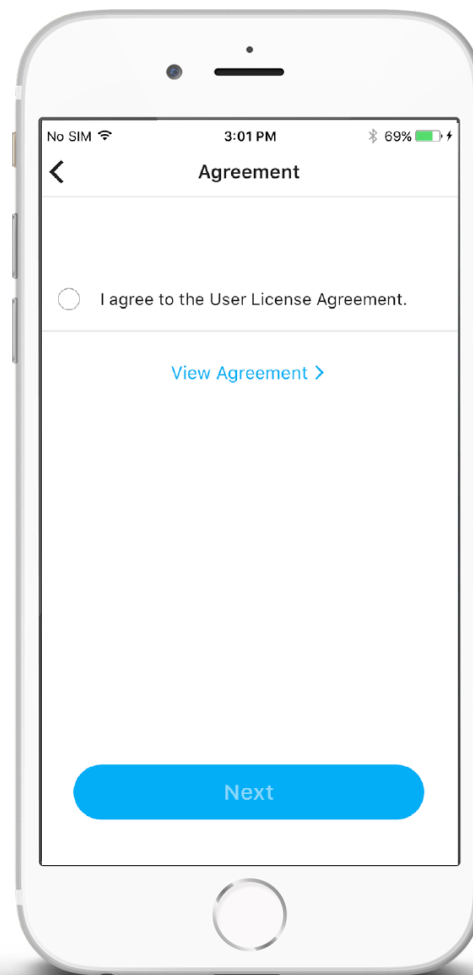 No SIM 3:01 PM 69%
Agreement
I agree to the User License Agreement.
View Agreement >
Next